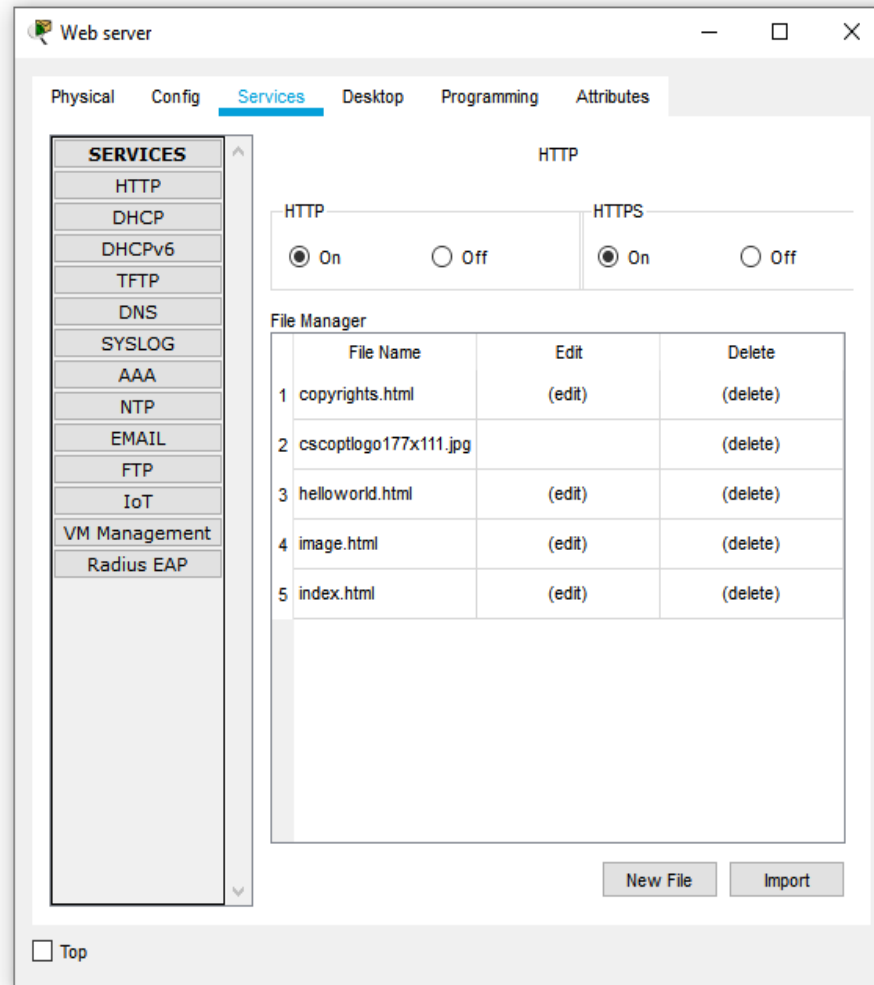 Web server
Physical Config Services Desktop Programming Attributes
SERVICES
HTTP
DHCP
DHCPv6
TFTP
DNS
SYSLOG
AAA
NTP
EMAIL
FTP
IoT
VM Management
Radius EAP
HTTP
HTTP HTTPS
On Off On Off
File Manager
File Name Edit Delete
1 copyrights.html (edit) (delete)
2 cscoptlogo177x111.jpg (delete)
3 helloworld.html (edit) (delete)
4 image.html (edit) (delete)
5 index.html (edit) (delete)
New File Import
Top